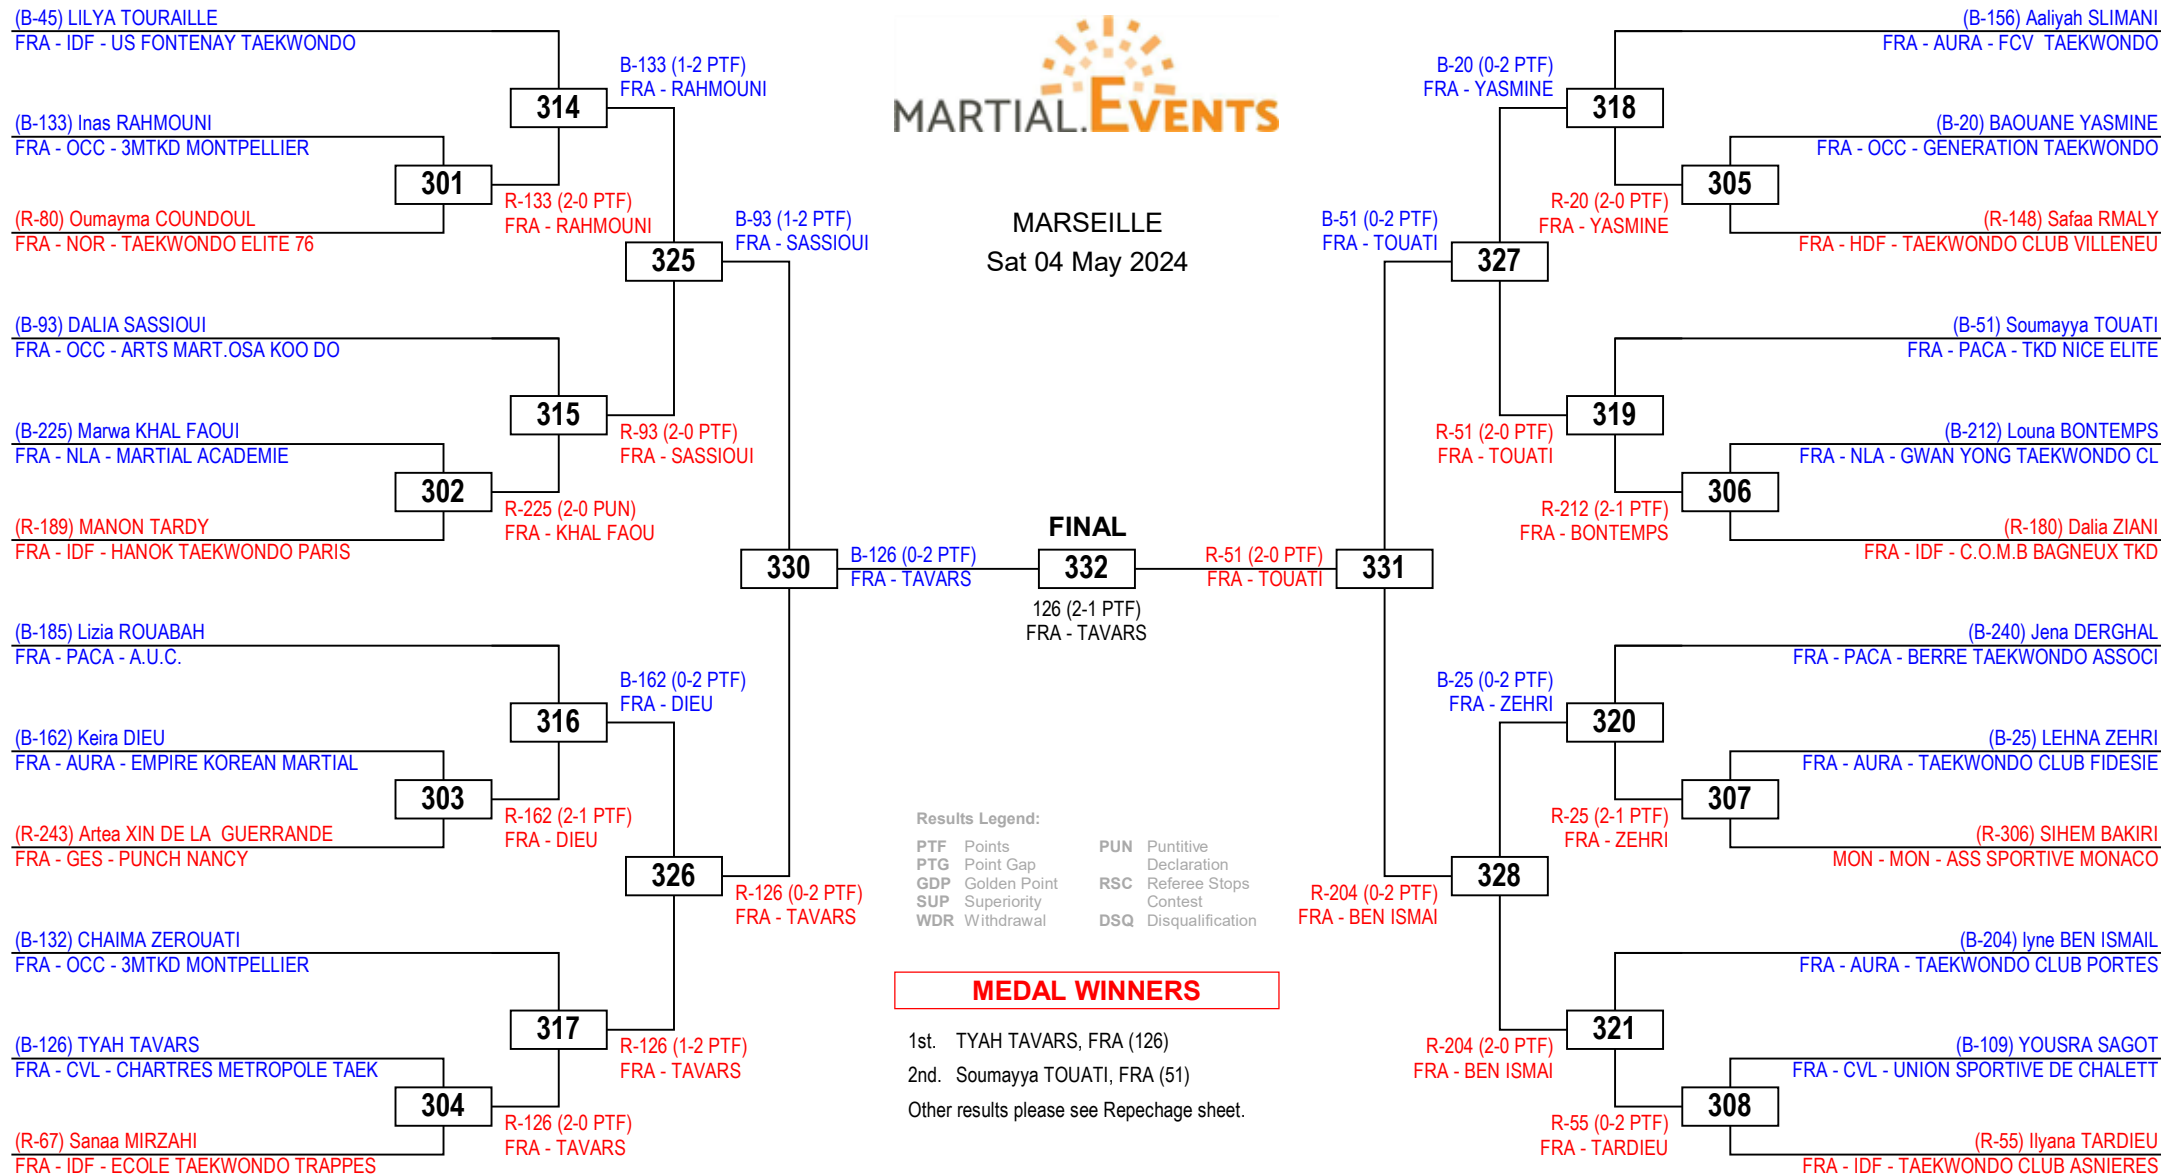 (B-45) LILYA TOURAILLE
FRA - IDF - US FONTENAY TAEKWONDO
(B-133) Inas RAHMOUNI
FRA - OCC - 3MTKD MONTPELLIER
(R-80) Oumayma COUNDOUL
FRA - NOR - TAEKWONDO ELITE 76
(B-93) DALIA SASSIOUI
FRA - OCC - ARTS MART.OSA KOO DO
(B-225) Marwa KHAL FAOUI
FRA - NLA - MARTIAL ACADEMIE
(R-189) MANON TARDY
FRA - IDF - HANOK TAEKWONDO PARIS
(B-185) Lizia ROUABAH
FRA - PACA - A.U.C.
(B-162) Keira DIEU
FRA - AURA - EMPIRE KOREAN MARTIAL
(R-243) Artea XIN DE LA  GUERRANDE
FRA - GES - PUNCH NANCY
(B-132) CHAIMA ZEROUATI
FRA - OCC - 3MTKD MONTPELLIER
(B-126) TYAH TAVARS
FRA - CVL - CHARTRES METROPOLE TAEK
(R-67) Sanaa MIRZAHI
FRA - IDF - ECOLE TAEKWONDO TRAPPES
301
R-133 (2-0 PTF)
FRA - RAHMOUNI
302
R-225 (2-0 PUN)
FRA - KHAL FAOU
303
R-162 (2-1 PTF)
FRA - DIEU
304
R-126 (2-0 PTF)
FRA - TAVARS
314
B-133 (1-2 PTF)
FRA - RAHMOUNI
315
R-93 (2-0 PTF)
FRA - SASSIOUI
316
B-162 (0-2 PTF)
FRA - DIEU
317
R-126 (1-2 PTF)
FRA - TAVARS
325
B-93 (1-2 PTF)
FRA - SASSIOUI
326
R-126 (0-2 PTF)
FRA - TAVARS
330
B-126 (0-2 PTF)
FRA - TAVARS
MARTIAL.EVENTS
MARSEILLE
Sat 04 May 2024
FINAL
332
126 (2-1 PTF)
FRA - TAVARS
Results Legend:
PTF Points
PTG Point Gap
GDP Golden Point
SUP Superiority
WDR Withdrawal
PUN Puntitive
Declaration
RSC Referee Stops
Contest
DSQ Disqualification
MEDAL WINNERS
1st. TYAH TAVARS, FRA (126)
2nd. Soumayya TOUATI, FRA (51)
Other results please see Repechage sheet.
R-51 (2-0 PTF)
FRA - TOUATI
331
B-51 (0-2 PTF)
FRA - TOUATI
327
R-204 (0-2 PTF)
FRA - BEN ISMAI
328
B-20 (0-2 PTF)
FRA - YASMINE
318
R-51 (2-0 PTF)
FRA - TOUATI
319
B-25 (0-2 PTF)
FRA - ZEHRI
320
R-204 (2-0 PTF)
FRA - BEN ISMAI
321
R-20 (2-0 PTF)
FRA - YASMINE
305
R-212 (2-1 PTF)
FRA - BONTEMPS
306
R-25 (2-1 PTF)
FRA - ZEHRI
307
R-55 (0-2 PTF)
FRA - TARDIEU
308
(B-156) Aaliyah SLIMANI
FRA - AURA - FCV  TAEKWONDO
(B-20) BAOUANE YASMINE
FRA - OCC - GENERATION TAEKWONDO
(R-148) Safaa RMALY
FRA - HDF - TAEKWONDO CLUB VILLENEU
(B-51) Soumayya TOUATI
FRA - PACA - TKD NICE ELITE
(B-212) Louna BONTEMPS
FRA - NLA - GWAN YONG TAEKWONDO CL
(R-180) Dalia ZIANI
FRA - IDF - C.O.M.B BAGNEUX TKD
(B-240) Jena DERGHAL
FRA - PACA - BERRE TAEKWONDO ASSOCI
(B-25) LEHNA ZEHRI
FRA - AURA - TAEKWONDO CLUB FIDESIE
(R-306) SIHEM BAKIRI
MON - MON - ASS SPORTIVE MONACO
(B-204) Iyne BEN ISMAIL
FRA - AURA - TAEKWONDO CLUB PORTES
(B-109) YOUSRA SAGOT
FRA - CVL - UNION SPORTIVE DE CHALETT
(R-55) Ilyana TARDIEU
FRA - IDF - TAEKWONDO CLUB ASNIERES